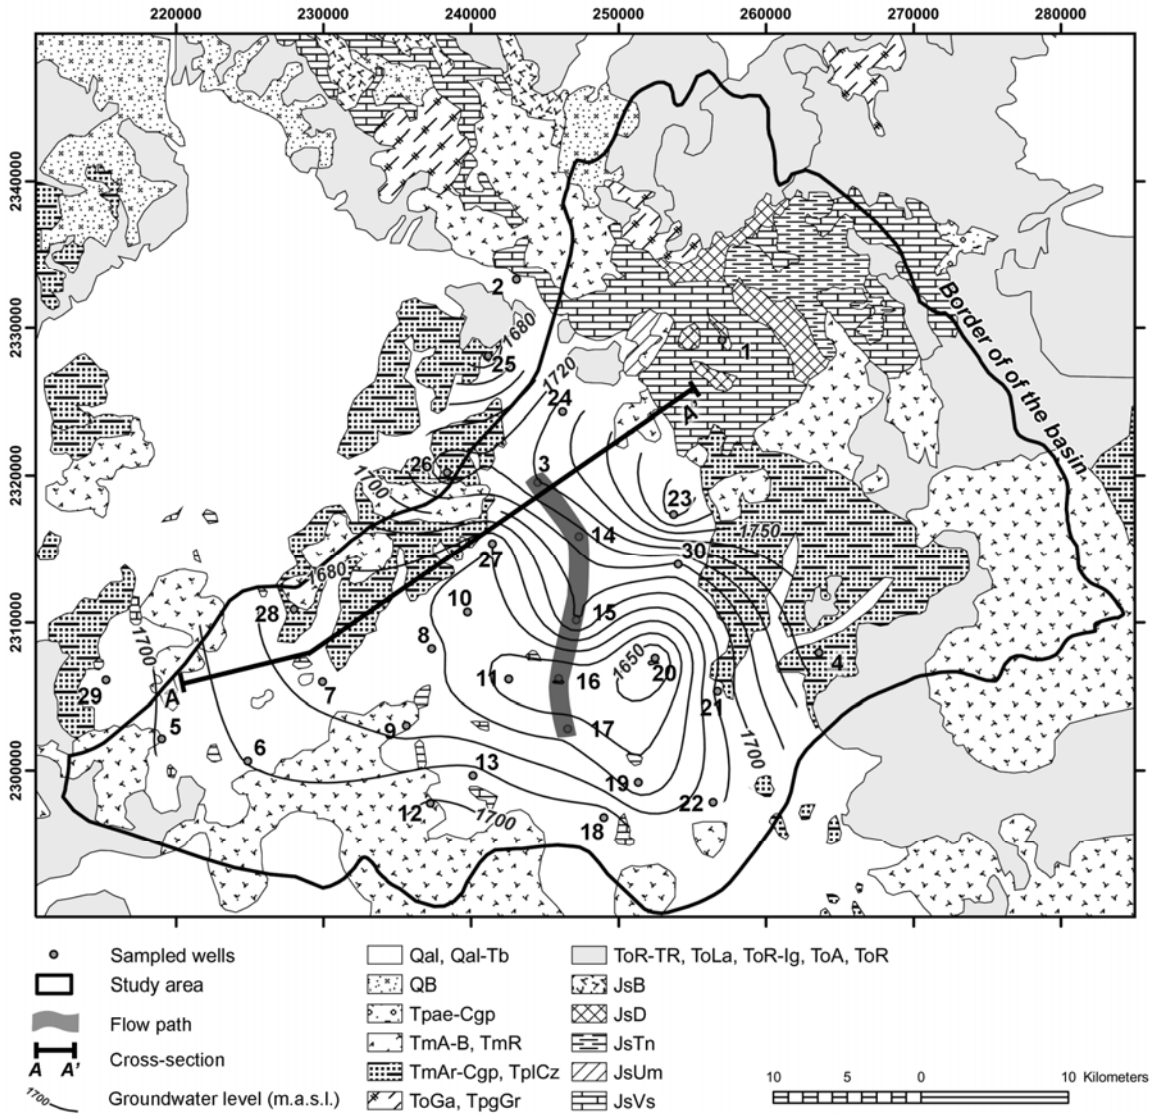 220000 230000 240000 250000 260000 270000 280000
2340000
2330000
2320000
2310000
2300000
2
1680
25
1
Border of of the basin
1720
24
A'
26
3
1700
23
14
1750
27
30
1680
28
10
15
8
1700
29
A
7
11
16
1650
20
4
5
9
17
21
6
13
19
1700
12
1700
18
22
Sampled wells
Study area
Flow path
A A' Cross-section
1700 Groundwater level (m.a.s.l.)
Qal, Qal-Tb
QB
Tpae-Cgp
TmA-B, TmR
TmAr-Cgp, TplCz
ToGa, TpgGr
ToR-TR, ToLa, ToR-Ig, ToA, ToR
JsB
JsD
JsTn
JsUm
JsVs
10 5 0 10 Kilometers